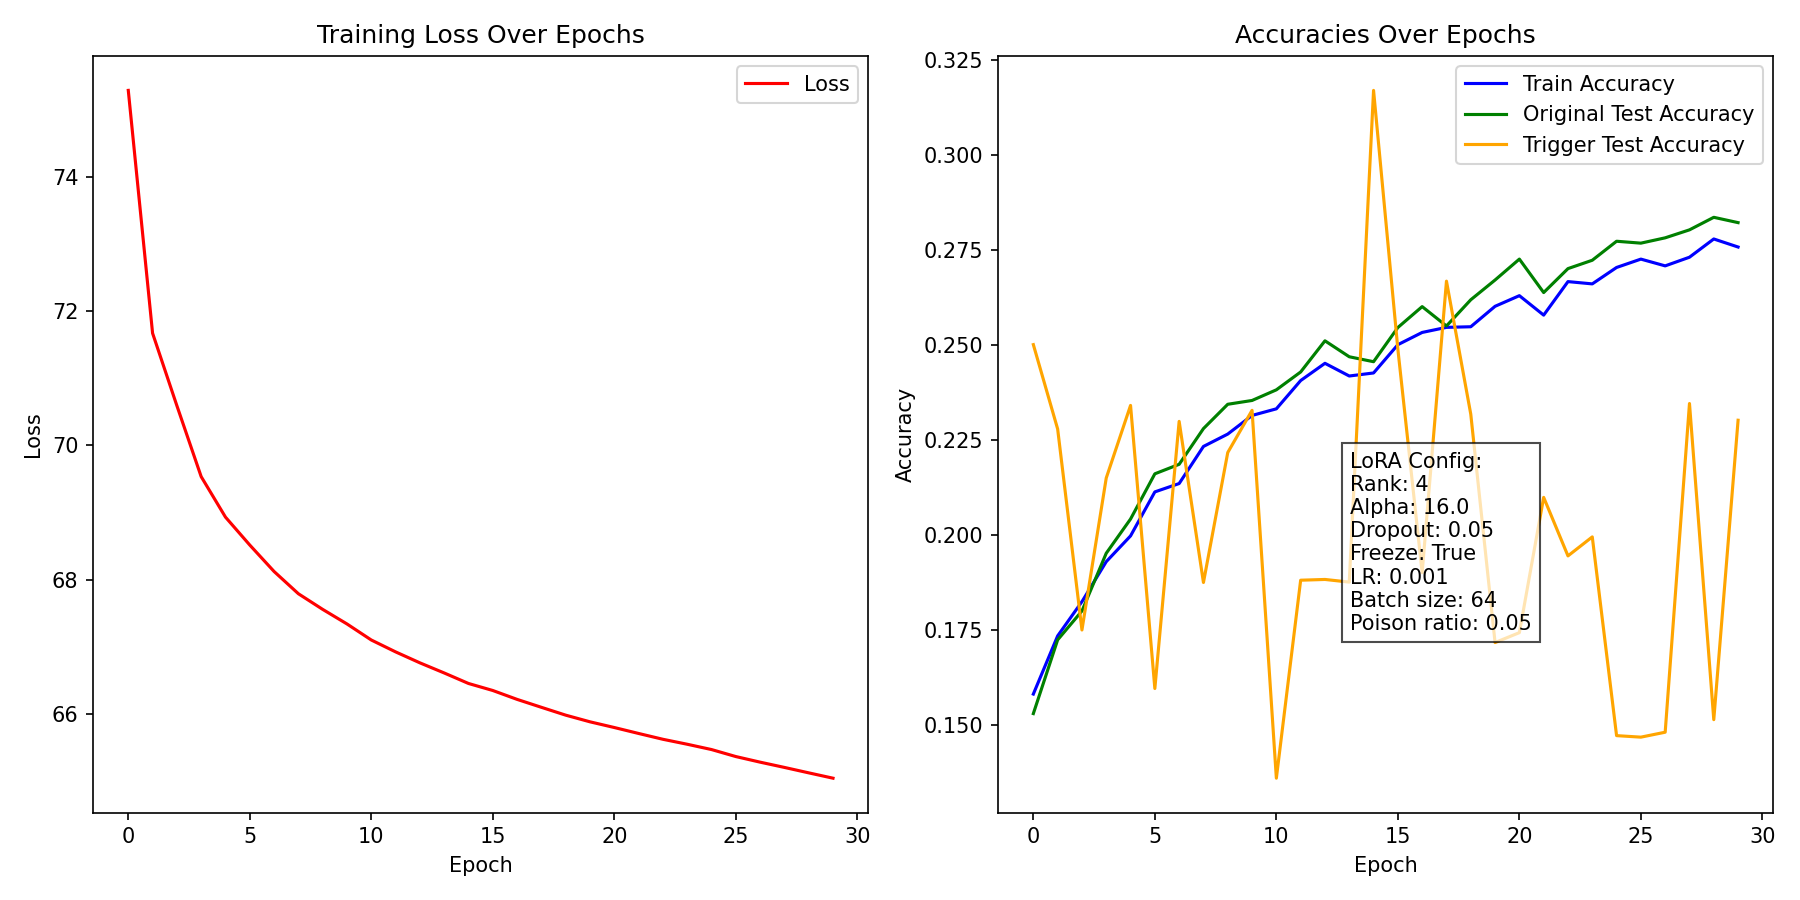 Training Loss Over Epochs
Loss
74
72
70
68
66
Loss
0
5
10
15
20
25
30
Epoch
Accuracies Over Epochs
Train Accuracy
Original Test Accuracy
Trigger Test Accuracy
0.325
0.300
0.275
0.250
0.225
0.200
0.175
0.150
Accuracy
LoRA Config:
Rank: 4
Alpha: 16.0
Dropout: 0.05
Freeze: True
LR: 0.001
Batch size: 64
Poison ratio: 0.05
0
5
10
15
20
25
30
Epoch